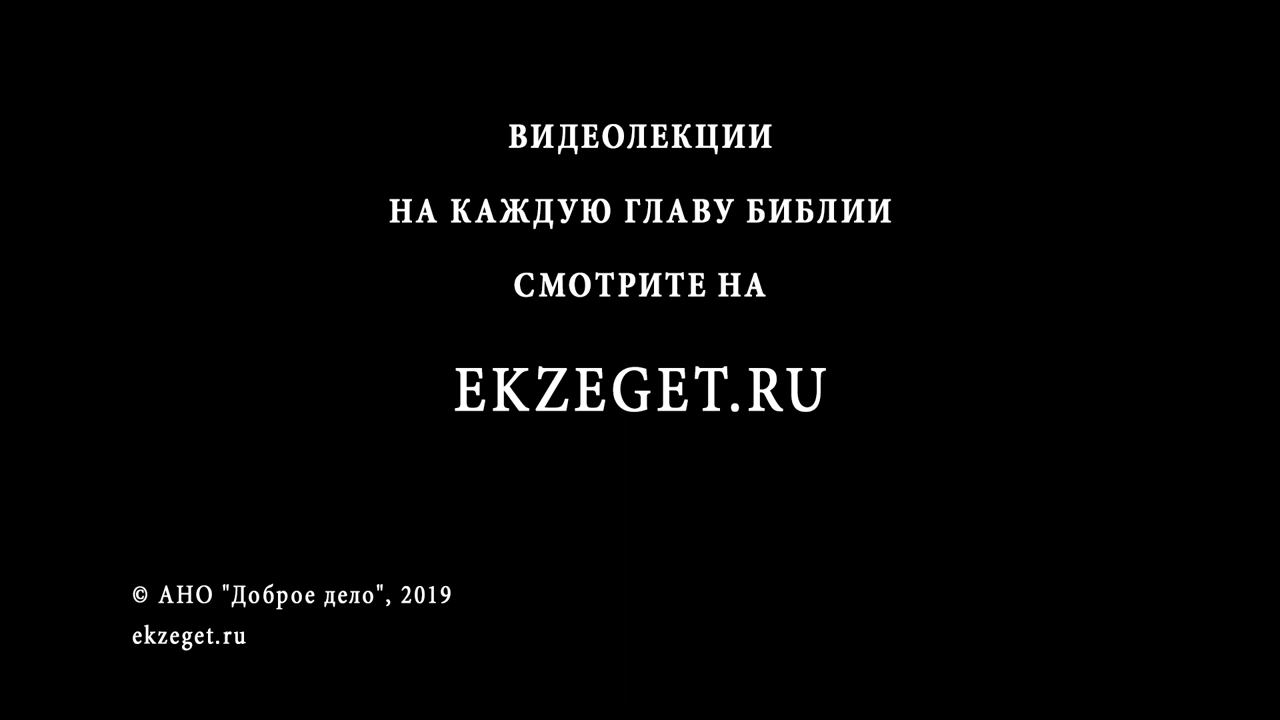 ВИДЕОЛЕКЦИИ
НА КАЖДУЮ ГЛАВУ БИБЛИИ
СМОТРИТЕ НА
EKZEGET.RU
© АНО "Доброе дело", 2019
ekzeget.ru